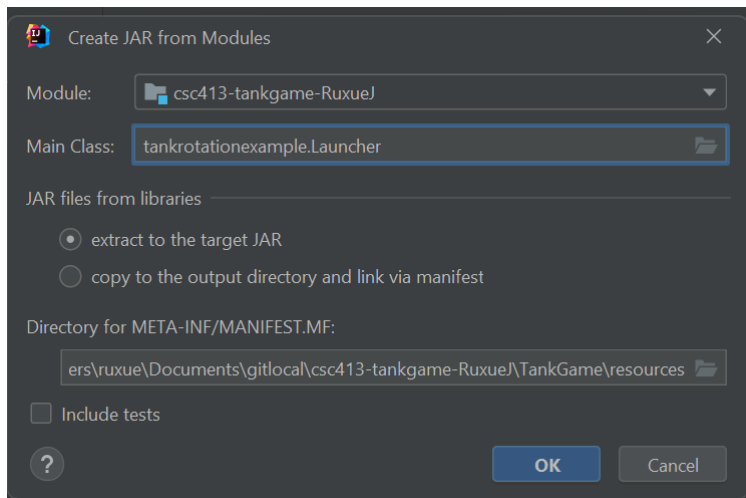 Create JAR from Modules
Module: csc413-tankgame-RuxueJ
Main Class: tankrotationexample.Launcher
JAR files from libraries
extract to the target JAR
copy to the output directory and link via manifest
Directory for META-INF/MANIFEST.MF:
ers\ruxue\Documents\gitlocal\csc413-tankgame-RuxueJ\TankGame\resources
Include tests
? OK Cancel